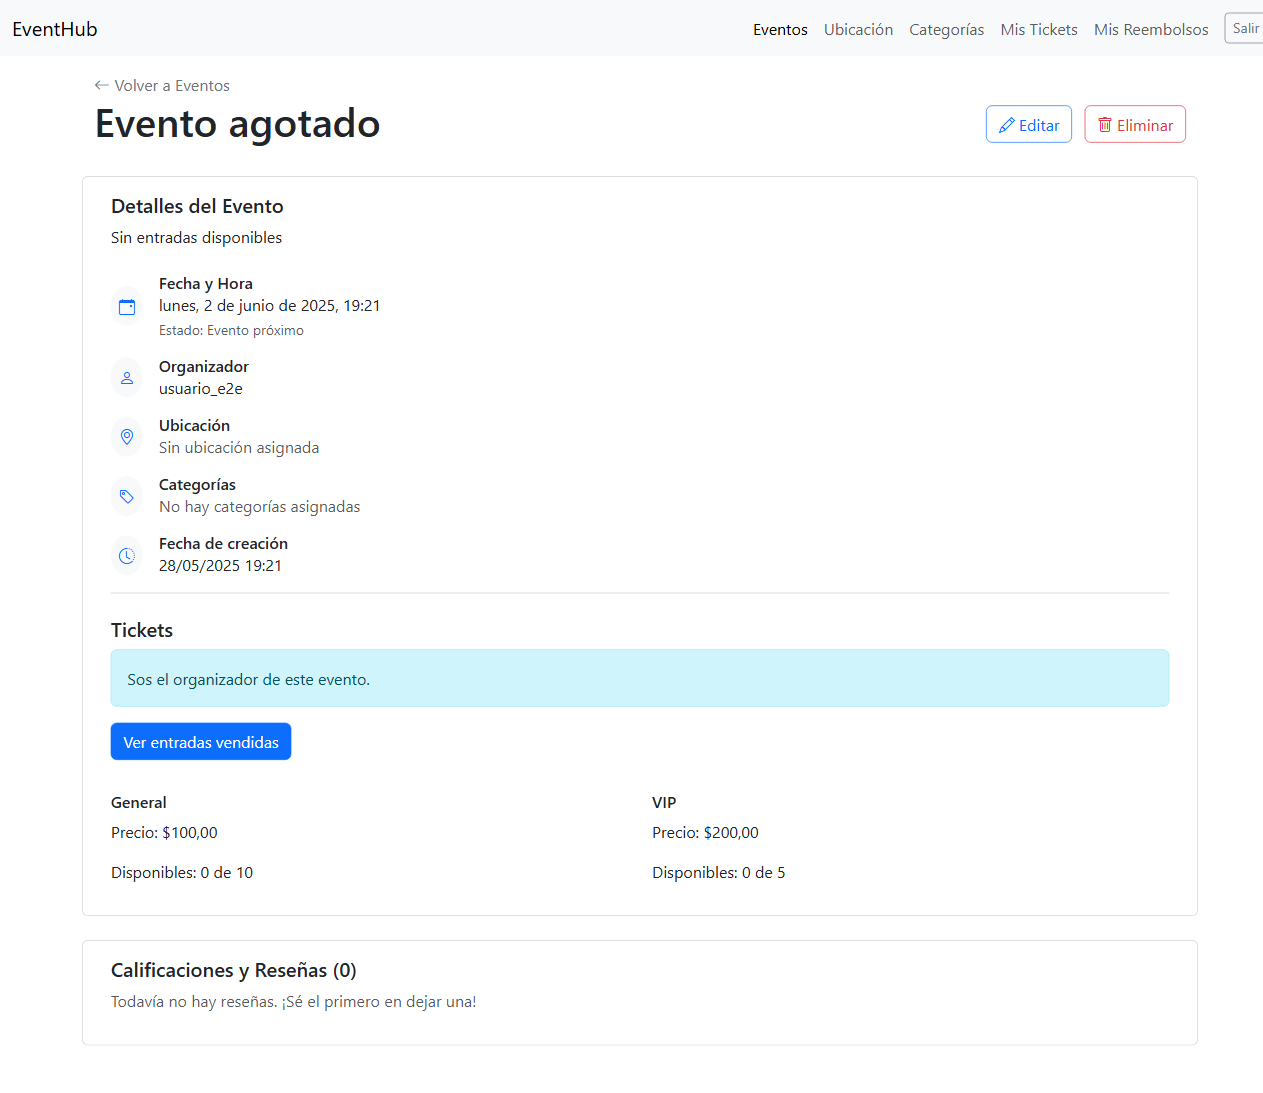 EventHub
Eventos Ubicación Categorías Mis Tickets Mis Reembolsos Salir
← Volver a Eventos
Evento agotado
Editar Eliminar
Detalles del Evento
Sin entradas disponibles
Fecha y Hora
lunes, 2 de junio de 2025, 19:21
Estado: Evento próximo
Organizador
usuario_e2e
Ubicación
Sin ubicación asignada
Categorías
No hay categorías asignadas
Fecha de creación
28/05/2025 19:21
Tickets
Sos el organizador de este evento.
Ver entradas vendidas
General
Precio: $100,00
Disponibles: 0 de 10
VIP
Precio: $200,00
Disponibles: 0 de 5
Calificaciones y Reseñas (0)
Todavía no hay reseñas. ¡Sé el primero en dejar una!